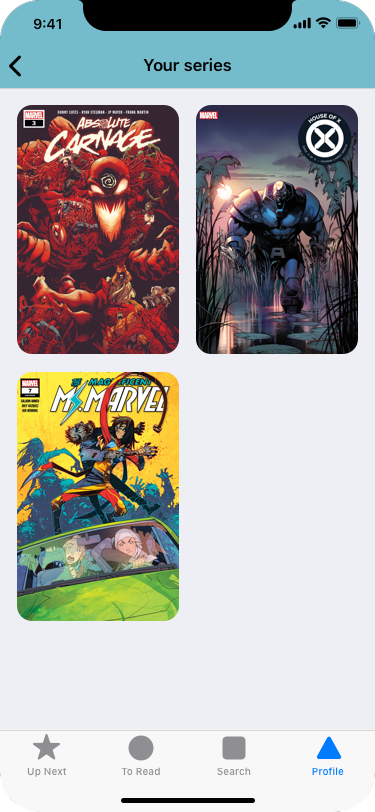 9:41
Your series
MARVEL
3
DONNY CATES • RYAN STEGMAN • JP MAYER • FRANK MARTIN
ABSOLUTE
CARNAGE
MARVEL
HOUSE OF X
MARVEL
7
THE MAGNIFICENT
MS. MARVEL
Up Next
To Read
Search
Profile